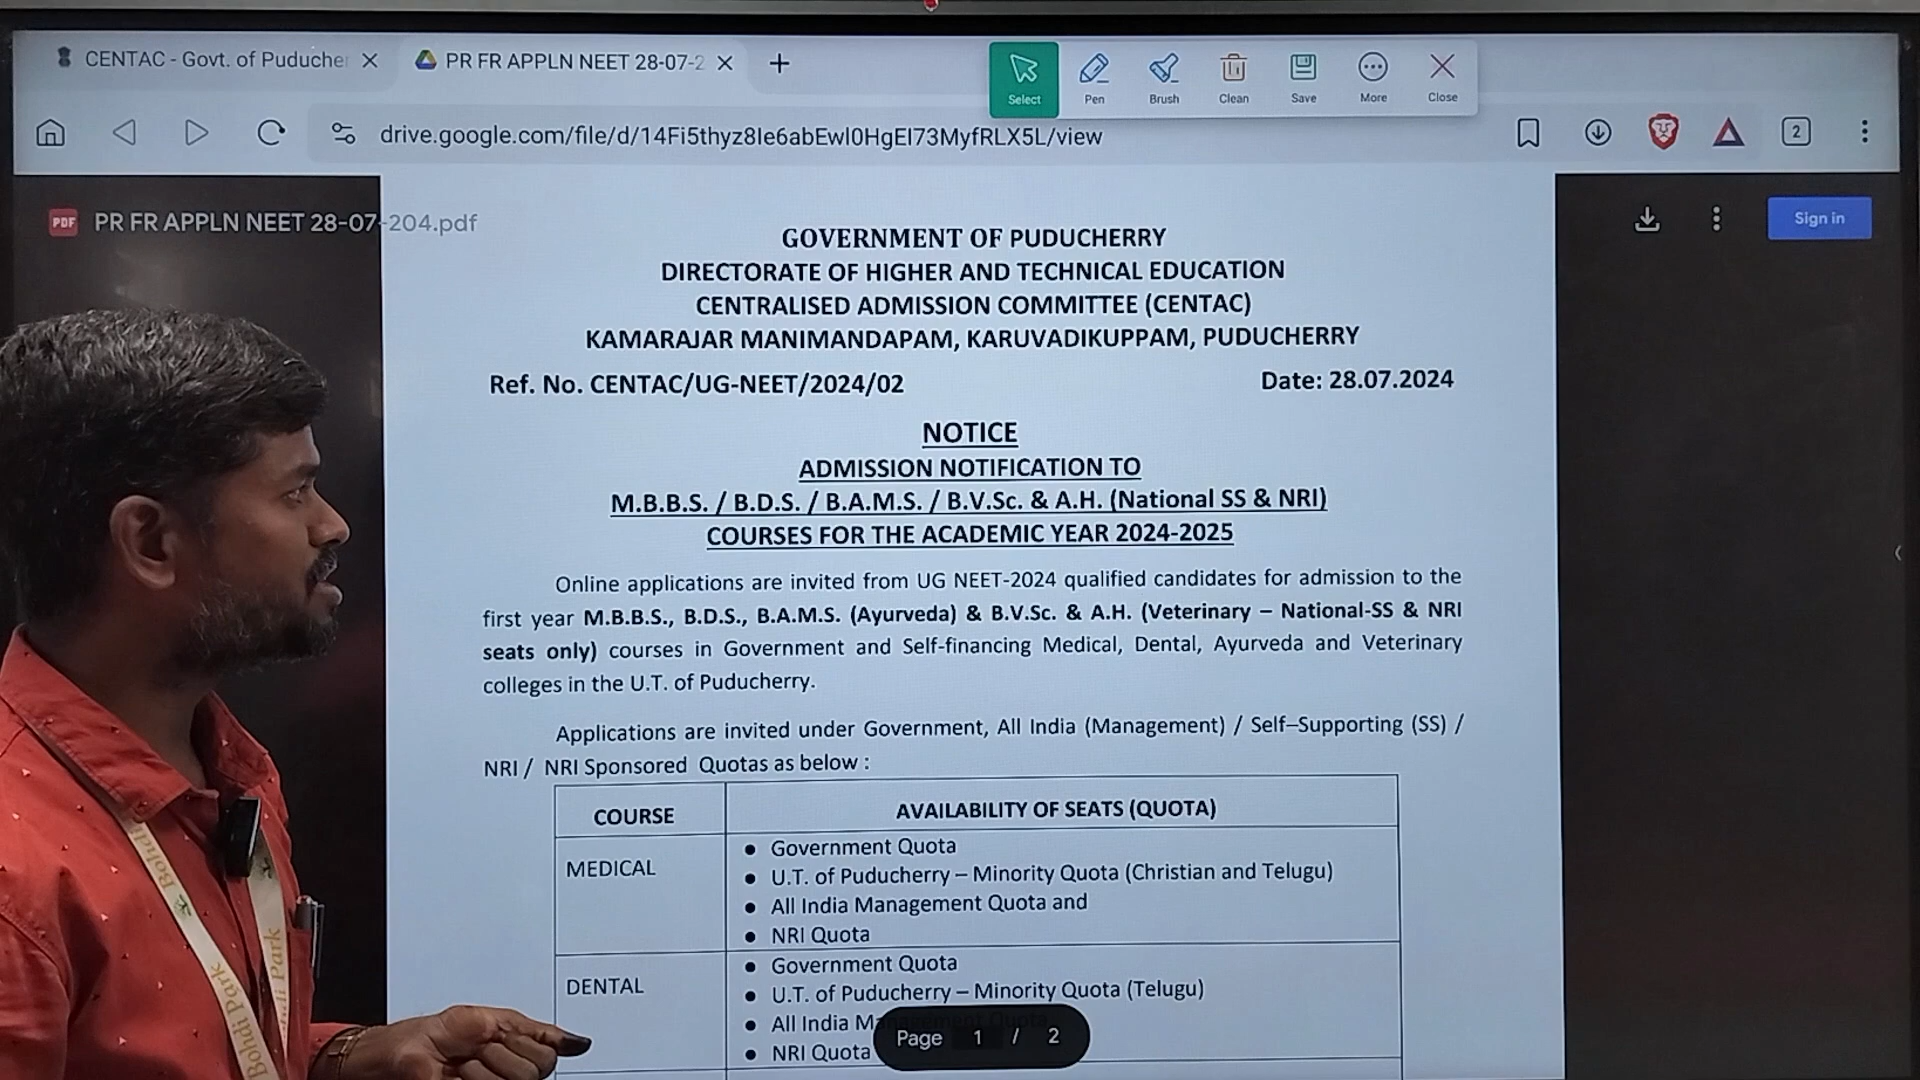 CENTAC - Govt. of Puducher
PR FR APPLN NEET 28-07-2
Select
Pen
Brush
Clean
Save
More
Close
drive.google.com/file/d/14Fi5thyz8Ie6abEwl0HgEI73MyfRLX5L/view
2
PDF
PR FR APPLN NEET 28-07-204.pdf
Sign in
GOVERNMENT OF PUDUCHERRY
DIRECTORATE OF HIGHER AND TECHNICAL EDUCATION
CENTRALISED ADMISSION COMMITTEE (CENTAC)
KAMARAJAR MANIMANDAPAM, KARUVADIKUPPAM, PUDUCHERRY
Ref. No. CENTAC/UG-NEET/2024/02 Date: 28.07.2024
NOTICE
ADMISSION NOTIFICATION TO
M.B.B.S. / B.D.S. / B.A.M.S. / B.V.Sc. & A.H. (National SS & NRI)
COURSES FOR THE ACADEMIC YEAR 2024-2025
Online applications are invited from UG NEET-2024 qualified candidates for admission to the
first year M.B.B.S., B.D.S., B.A.M.S. (Ayurveda) & B.V.Sc. & A.H. (Veterinary – National-SS & NRI
seats only) courses in Government and Self-financing Medical, Dental, Ayurveda and Veterinary
colleges in the U.T. of Puducherry.
Applications are invited under Government, All India (Management) / Self–Supporting (SS) /
NRI / NRI Sponsored Quotas as below :
COURSE AVAILABILITY OF SEATS (QUOTA)
MEDICAL
• Government Quota
• U.T. of Puducherry – Minority Quota (Christian and Telugu)
• All India Management Quota and
• NRI Quota
DENTAL
• Government Quota
• U.T. of Puducherry – Minority Quota (Telugu)
• All India Management Quota
• NRI Quota
Page 1 / 2
Bohdi Park
Bohdi Park